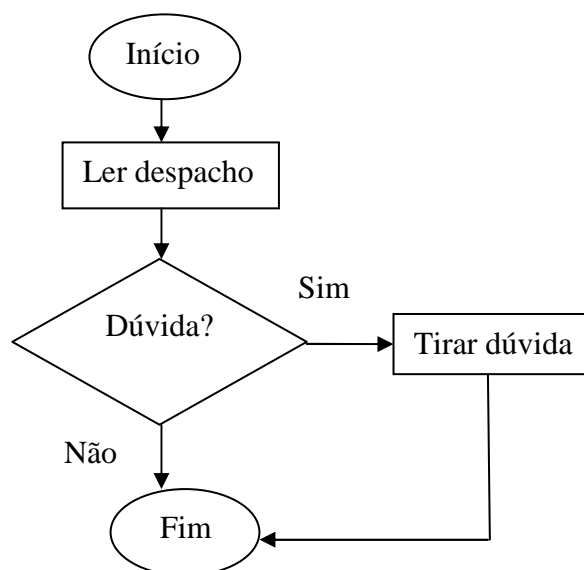 Início
Ler despacho
Dúvida?
Sim
Tirar dúvida
Não
Fim